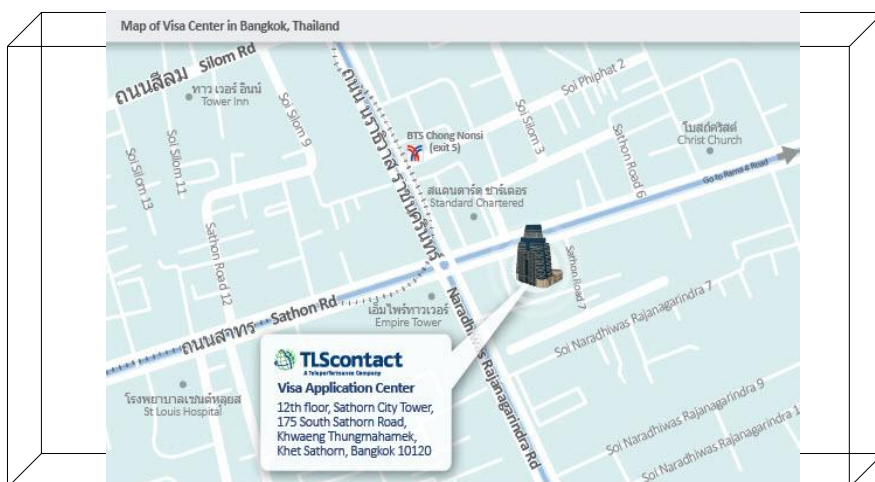 Map of Visa Center in Bangkok, Thailand
ถนนสีลม Silom Rd
ทาว เวอร์ อินน์
Tower Inn
Soi Silom 9
Soi Silom 11
Soi Silom 13
ถนน นราธิวาส ราชนครินทร์
BTS Chong Nonsi
(exit 5)
Soi Phiphat 2
Soi Silom 3
Sathon Road 6
โบสถ์คริสต์
Christ Church
Go to Rama 4 Road
สแตนดาร์ด ชาร์เตอร
Standard Chartered
Sathon Road 12
Sathon Road 7
ถนนสาทร Sathon Rd
เอ็มไพร์ทาวเวอร์
Empire Tower
Naradhiwas Rajanagarindra Rd
Soi Naradhiwas Rajanagarindra 7
Soi Naradhiwas Rajanagarindra 9
Soi Naradhiwas Rajanagarindra 1
โรงพยาบาลเซนต์หลุยส
St Louis Hospital
TLScontact
A Teleperformance Company
Visa Application Center
12th floor, Sathorn City Tower,
175 South Sathorn Road,
Khwaeng Thungmahamek,
Khet Sathorn, Bangkok 10120